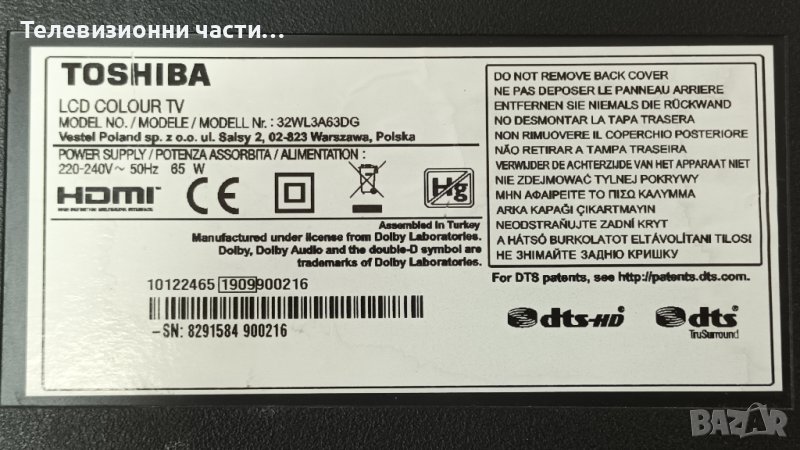 Телевизионни части...
TOSHIBA
LCD COLOUR TV
MODEL NO. / MODELE / MODELL Nr. : 32WL3A63DG
Vestel Poland sp. z o.o. ul. Salsy 2, 02-823 Warszawa, Polska
POWER SUPPLY / POTENZA ASSORBITA / ALIMENTATION :
220-240V ~ 50Hz 65 W
HDMI
HIGH DEFINITION MULTIMEDIA INTERFACE
CE
Hg
Assembled in Turkey
Manufactured under license from Dolby Laboratories.
Dolby, Dolby Audio and the double-D symbol are
trademarks of Dolby Laboratories.
10122465 1909900216
-SN: 8291584 900216
DO NOT REMOVE BACK COVER
NE PAS DEPOSER LE PANNEAU ARRIERE
ENTFERNEN SIE NIEMALS DIE RÜCKWAND
NO DESMONTAR LA TAPA TRASERA
NON RIMUOVERE IL COPERCHIO POSTERIORE
NÃO RETIRAR A TAMPA TRASEIRA
VERWIJDER DE ACHTERZIJDE VAN HET APPARAAT NIET
NIE ZDEJMOWAĆ TYLNEJ POKRYWY
ΜΗΝ ΑΦΑΙΡΕΙΤΕ ΤΟ ΠΙΣΩ ΚΑΛΥΜΜΑ
ARKA KAPAĞI ÇIKARTMAYIN
NEODSTRAŇUJTE ZADNÍ KRYT
A HÁTSÓ BURKOLATOT ELTÁVOLÍTANI TILOS!
НЕ ЗНІМАЙТЕ ЗАДНЮ КРИШКУ
For DTS patents, see http://patents.dts.com.
dts-HD
dts
TruSurround
BAZAR